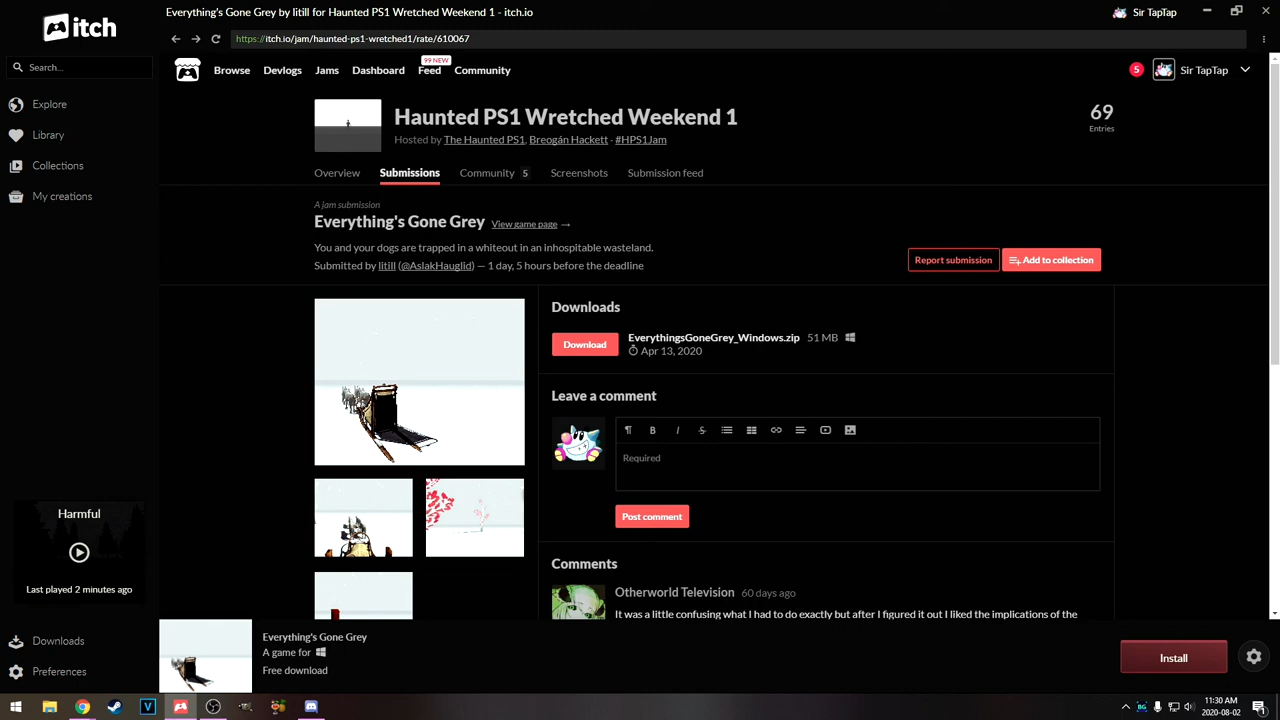 Everything's Gone Grey by litill for Haunted PS1 Wretched Weekend 1 - itch.io
Sir TapTap
itch
https://itch.io/jam/haunted-ps1-wretched1/rate/610067
Search...
99 NEW
Browse
Devlogs
Jams
Dashboard
Feed
Community
5
Sir TapTap
Explore
Library
Collections
My creations
Haunted PS1 Wretched Weekend 1
Hosted by The Haunted PS1, Breogán Hackett · #HPS1Jam
69
Entries
Overview
Submissions
Community 5
Screenshots
Submission feed
A jam submission
Everything's Gone Grey View game page →
You and your dogs are trapped in a whiteout in an inhospitable wasteland.
Submitted by litill (@AslakHauglid) — 1 day, 5 hours before the deadline
Report submission
Add to collection
Downloads
Download
EverythingsGoneGrey_Windows.zip 51 MB
Apr 13, 2020
Leave a comment
Required
Post comment
Comments
Otherworld Television 60 days ago
It was a little confusing what I had to do exactly but after I figured it out I liked the implications of the
Harmful
Last played 2 minutes ago
Downloads
Preferences
Everything's Gone Grey
A game for
Free download
Install
11:30 AM
2020-08-02